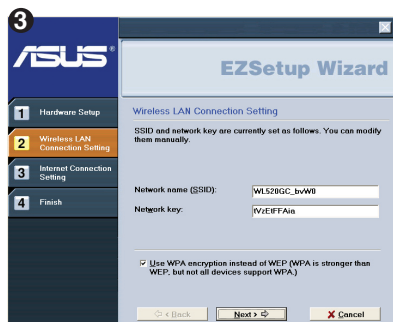 3
ASUS®
EZSetup Wizard
1 Hardware Setup
2 Wireless LAN
Connection Setting
3 Internet Connection
Setting
4 Finish
Wireless LAN Connection Setting
SSID and network key are currently set as follows. You can modify
them manually.
Network name (SSID): WL520GC_bvW0
Network key: tVzEtFFAia
Use WPA encryption instead of WEP (WPA is stronger than
WEP, but not all devices support WPA.)
< Back
Next >
Cancel